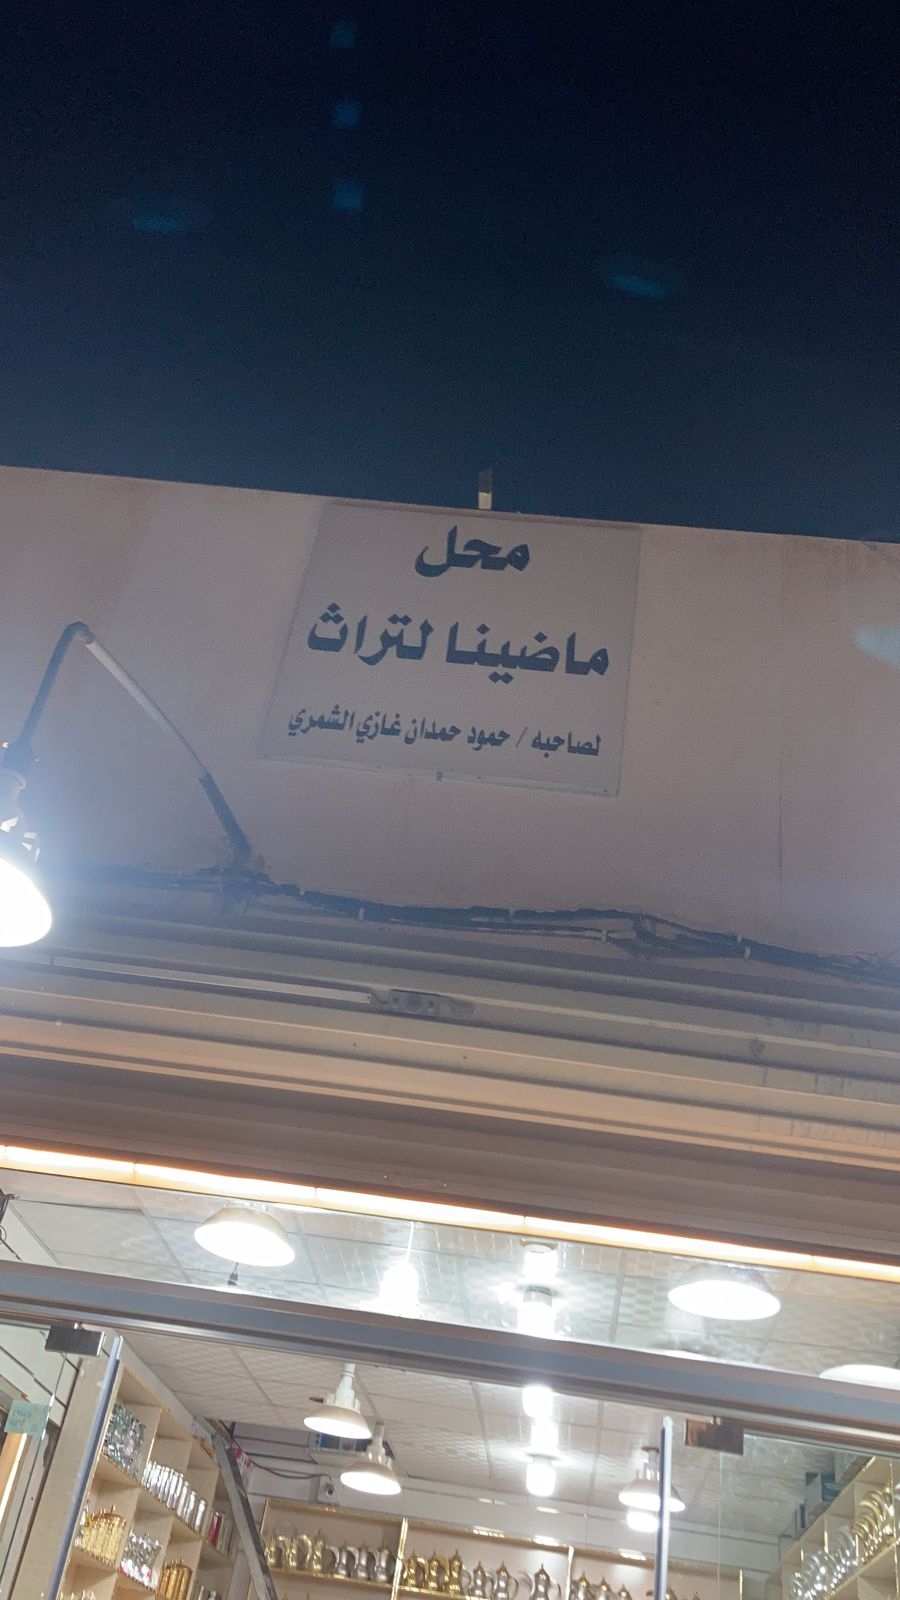 محل
ماضينا لتراث
لصاحبه / حمود حمدان غازي الشمري